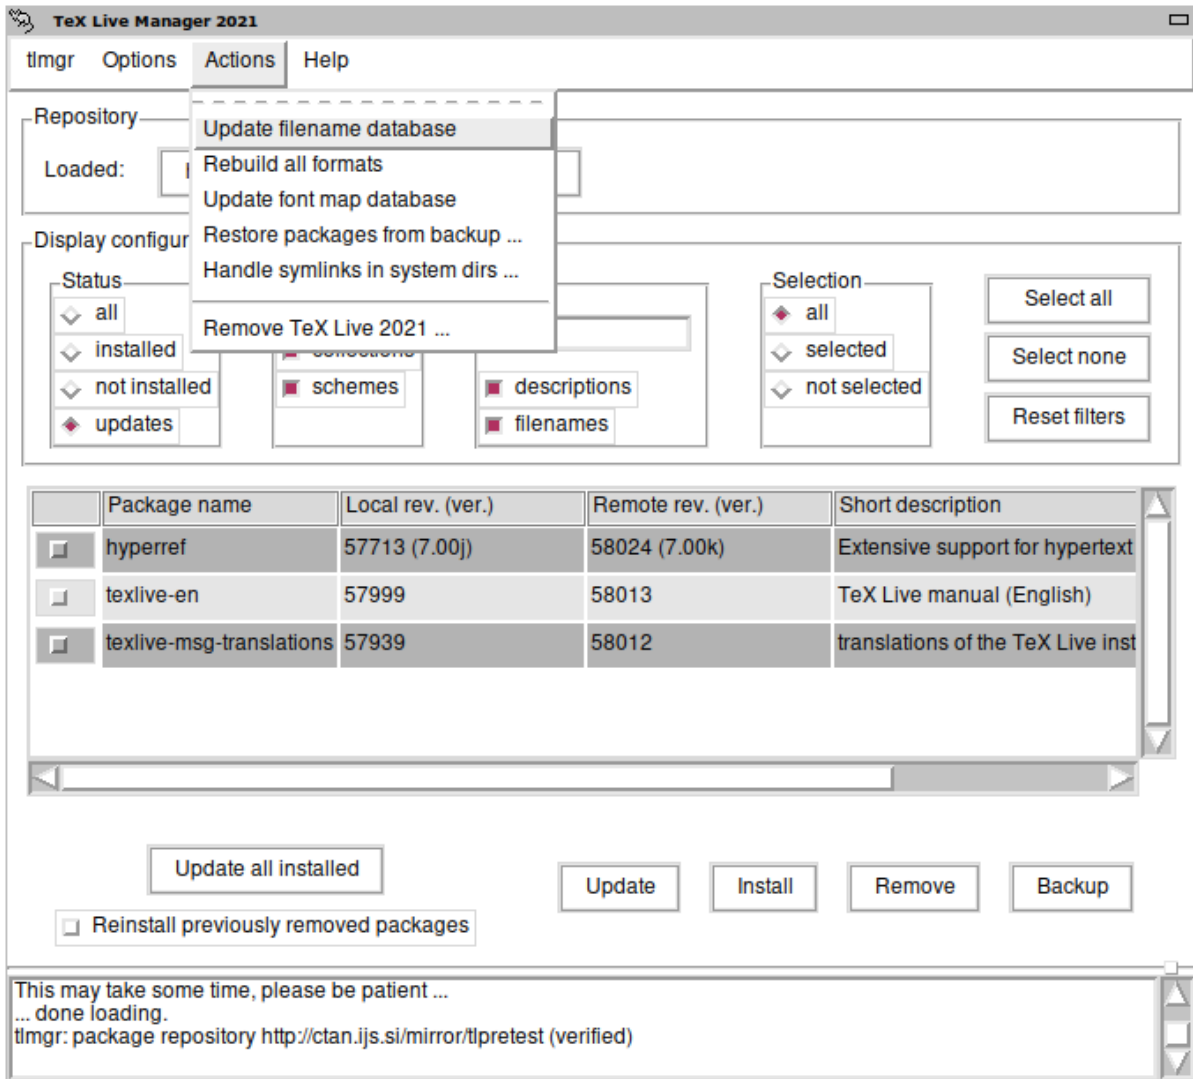 TeX Live Manager 2021
tlmgr Options Actions Help
Repository
Loaded:
Update filename database
Rebuild all formats
Update font map database
Restore packages from backup ...
Handle symlinks in system dirs ...
Remove TeX Live 2021 ...
Display configur
Status
all
installed
not installed
updates
collections
schemes
descriptions
filenames
Selection
all
selected
not selected
Select all
Select none
Reset filters
Package name Local rev. (ver.) Remote rev. (ver.) Short description
hyperref 57713 (7.00j) 58024 (7.00k) Extensive support for hypertext
texlive-en 57999 58013 TeX Live manual (English)
texlive-msg-translations 57939 58012 translations of the TeX Live inst
Update all installed
Reinstall previously removed packages
Update Install Remove Backup
This may take some time, please be patient ...
... done loading.
tlmgr: package repository http://ctan.ijs.si/mirror/tlpretest (verified)